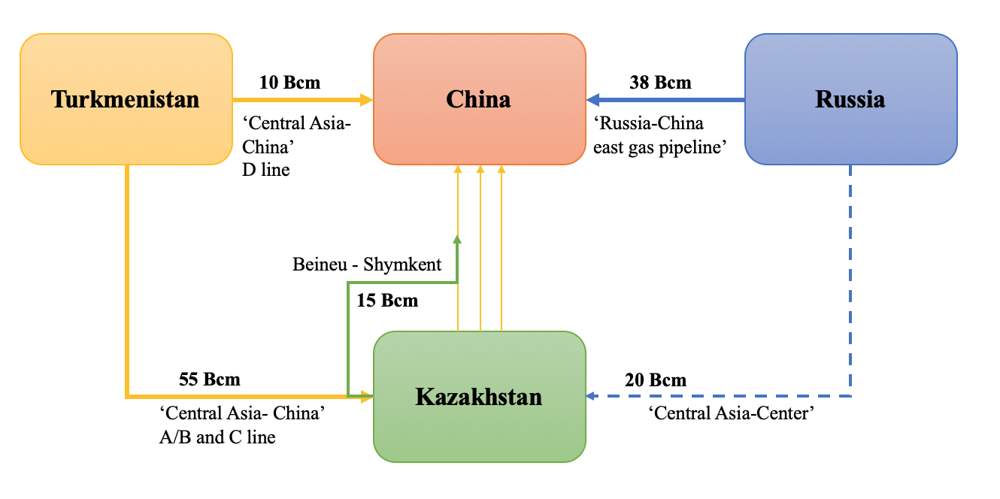 10 Bcm
38 Bcm
Turkmenistan
China
Russia
‘Central Asia-
China’
D line
‘Russia-China
east gas pipeline’
Beineu - Shymkent
15 Bcm
55 Bcm
20 Bcm
Kazakhstan
‘Central Asia- China’
A/B and C line
‘Central Asia-Center’